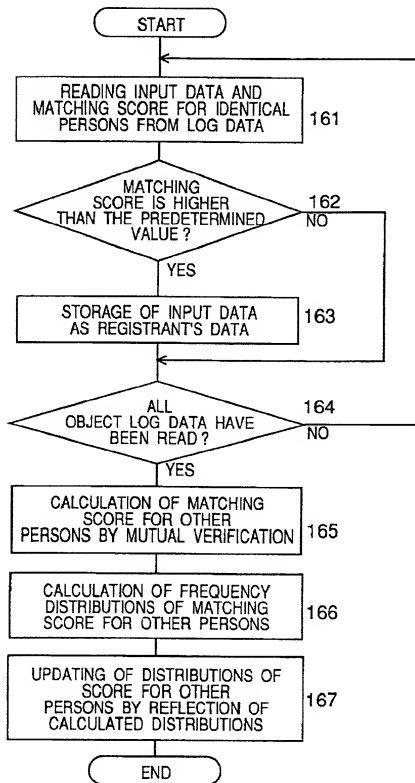 START
READING INPUT DATA AND
MATCHING SCORE FOR IDENTICAL
PERSONS FROM LOG DATA
161
MATCHING
SCORE IS HIGHER
THAN THE PREDETERMINED
VALUE ?
162
NO
YES
STORAGE OF INPUT DATA
AS REGISTRANT'S DATA
163
ALL
OBJECT LOG DATA HAVE
BEEN READ ?
164
NO
YES
CALCULATION OF MATCHING
SCORE FOR OTHER
PERSONS BY MUTUAL VERIFICATION
165
CALCULATION OF FREQUENCY
DISTRIBUTIONS OF MATCHING
SCORE FOR OTHER PERSONS
166
UPDATING OF DISTRIBUTIONS OF
SCORE FOR OTHER
PERSONS BY REFLECTION OF
CALCULATED DISTRIBUTIONS
167
END